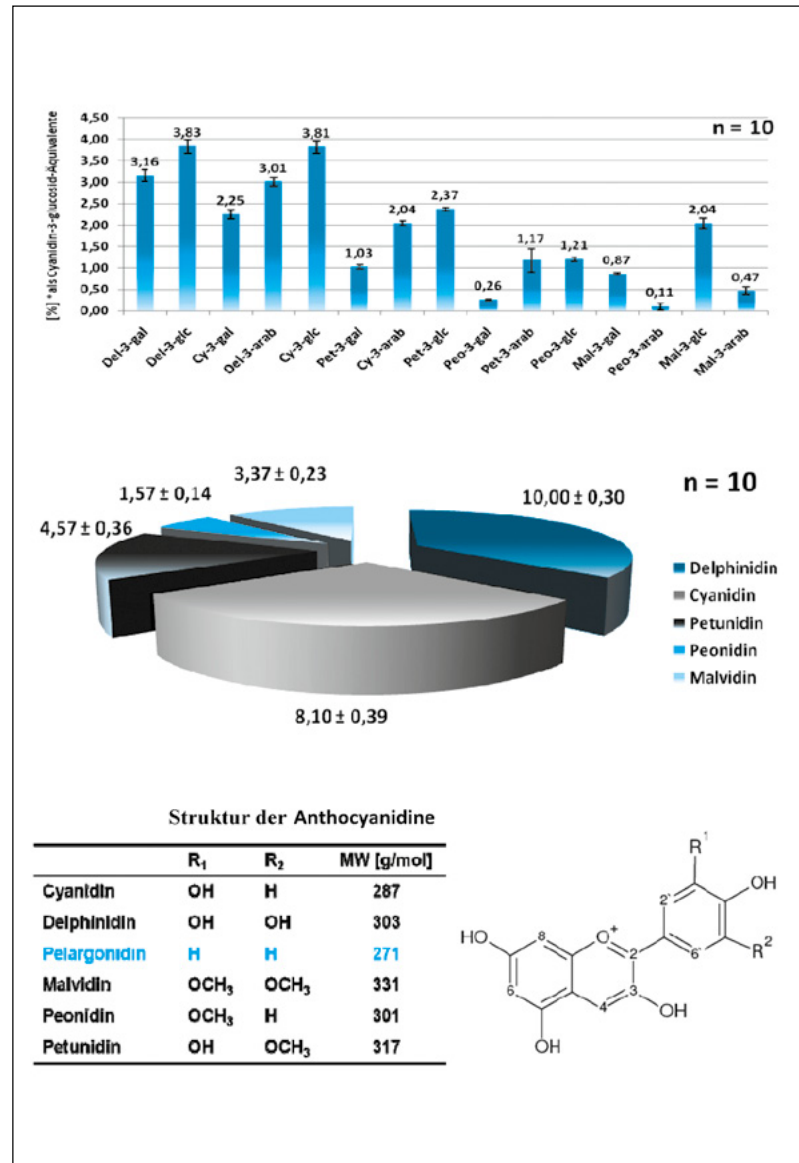 n = 10
[%] *als Cyanidin-3-glucosid-Äquivalente
4,50
4,00
3,50
3,00
2,50
2,00
1,50
1,00
0,50
0,00
3,16
3,83
2,25
3,01
3,81
1,03
2,04
2,37
0,26
1,17
1,21
0,87
0,11
2,04
0,47
Del-3-gal
Del-3-glc
Cy-3-gal
Del-3-arab
Cy-3-glc
Pet-3-gal
Cy-3-arab
Pet-3-glc
Peo-3-gal
Pet-3-arab
Peo-3-glc
Mal-3-gal
Peo-3-arab
Mal-3-glc
Mal-3-arab
3,37 ± 0,23
1,57 ± 0,14
4,57 ± 0,36
10,00 ± 0,30
8,10 ± 0,39
n = 10
Delphinidin
Cyanidin
Petunidin
Peonidin
Malvidin
Struktur der Anthocyanidine
R₁ R₂ MW [g/mol]
Cyanidin OH H 287
Delphinidin OH OH 303
Pelargonidin H H 271
Malvidin OCH₃ OCH₃ 331
Peonidin OCH₃ H 301
Petunidin OH OCH₃ 317
R¹
2`
OH
HO
8
O⁺
2
6`
R²
6
4
3
OH
OH